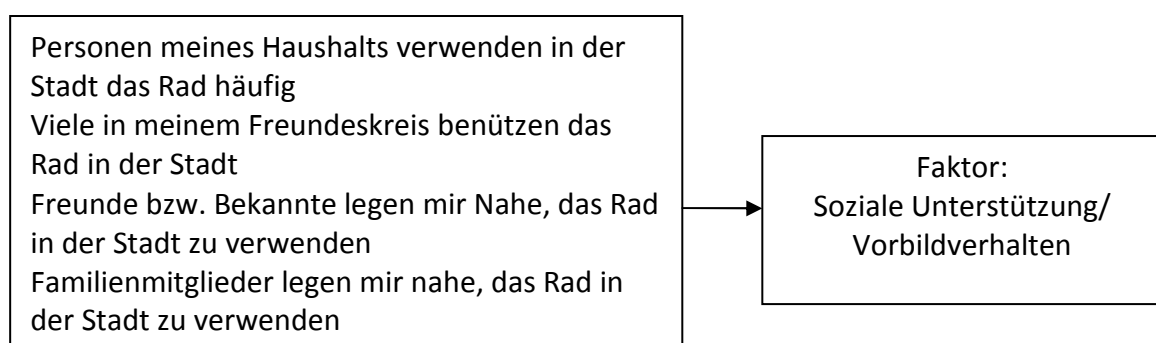 Personen meines Haushalts verwenden in der
Stadt das Rad häufig
Viele in meinem Freundeskreis benützen das
Rad in der Stadt
Freunde bzw. Bekannte legen mir Nahe, das Rad
in der Stadt zu verwenden
Familienmitglieder legen mir nahe, das Rad in
der Stadt zu verwenden
Faktor:
Soziale Unterstützung/
Vorbildverhalten